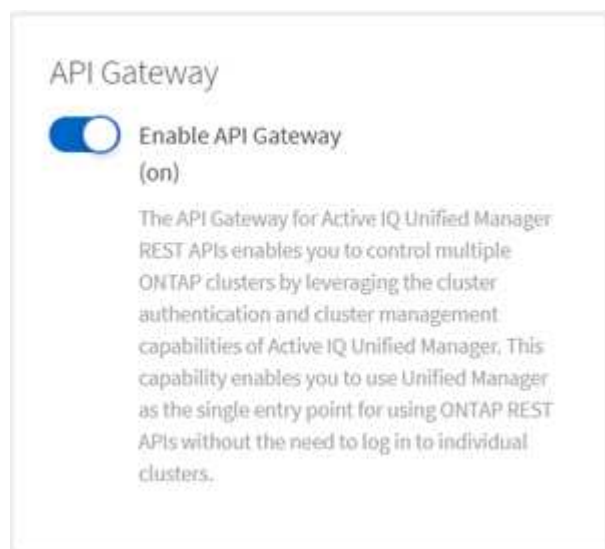 API Gateway
Enable API Gateway
(on)
The API Gateway for Active IQ Unified Manager
REST APIs enables you to control multiple
ONTAP clusters by leveraging the cluster
authentication and cluster management
capabilities of Active IQ Unified Manager. This
capability enables you to use Unified Manager
as the single entry point for using ONTAP REST
APIs without the need to log in to individual
clusters.